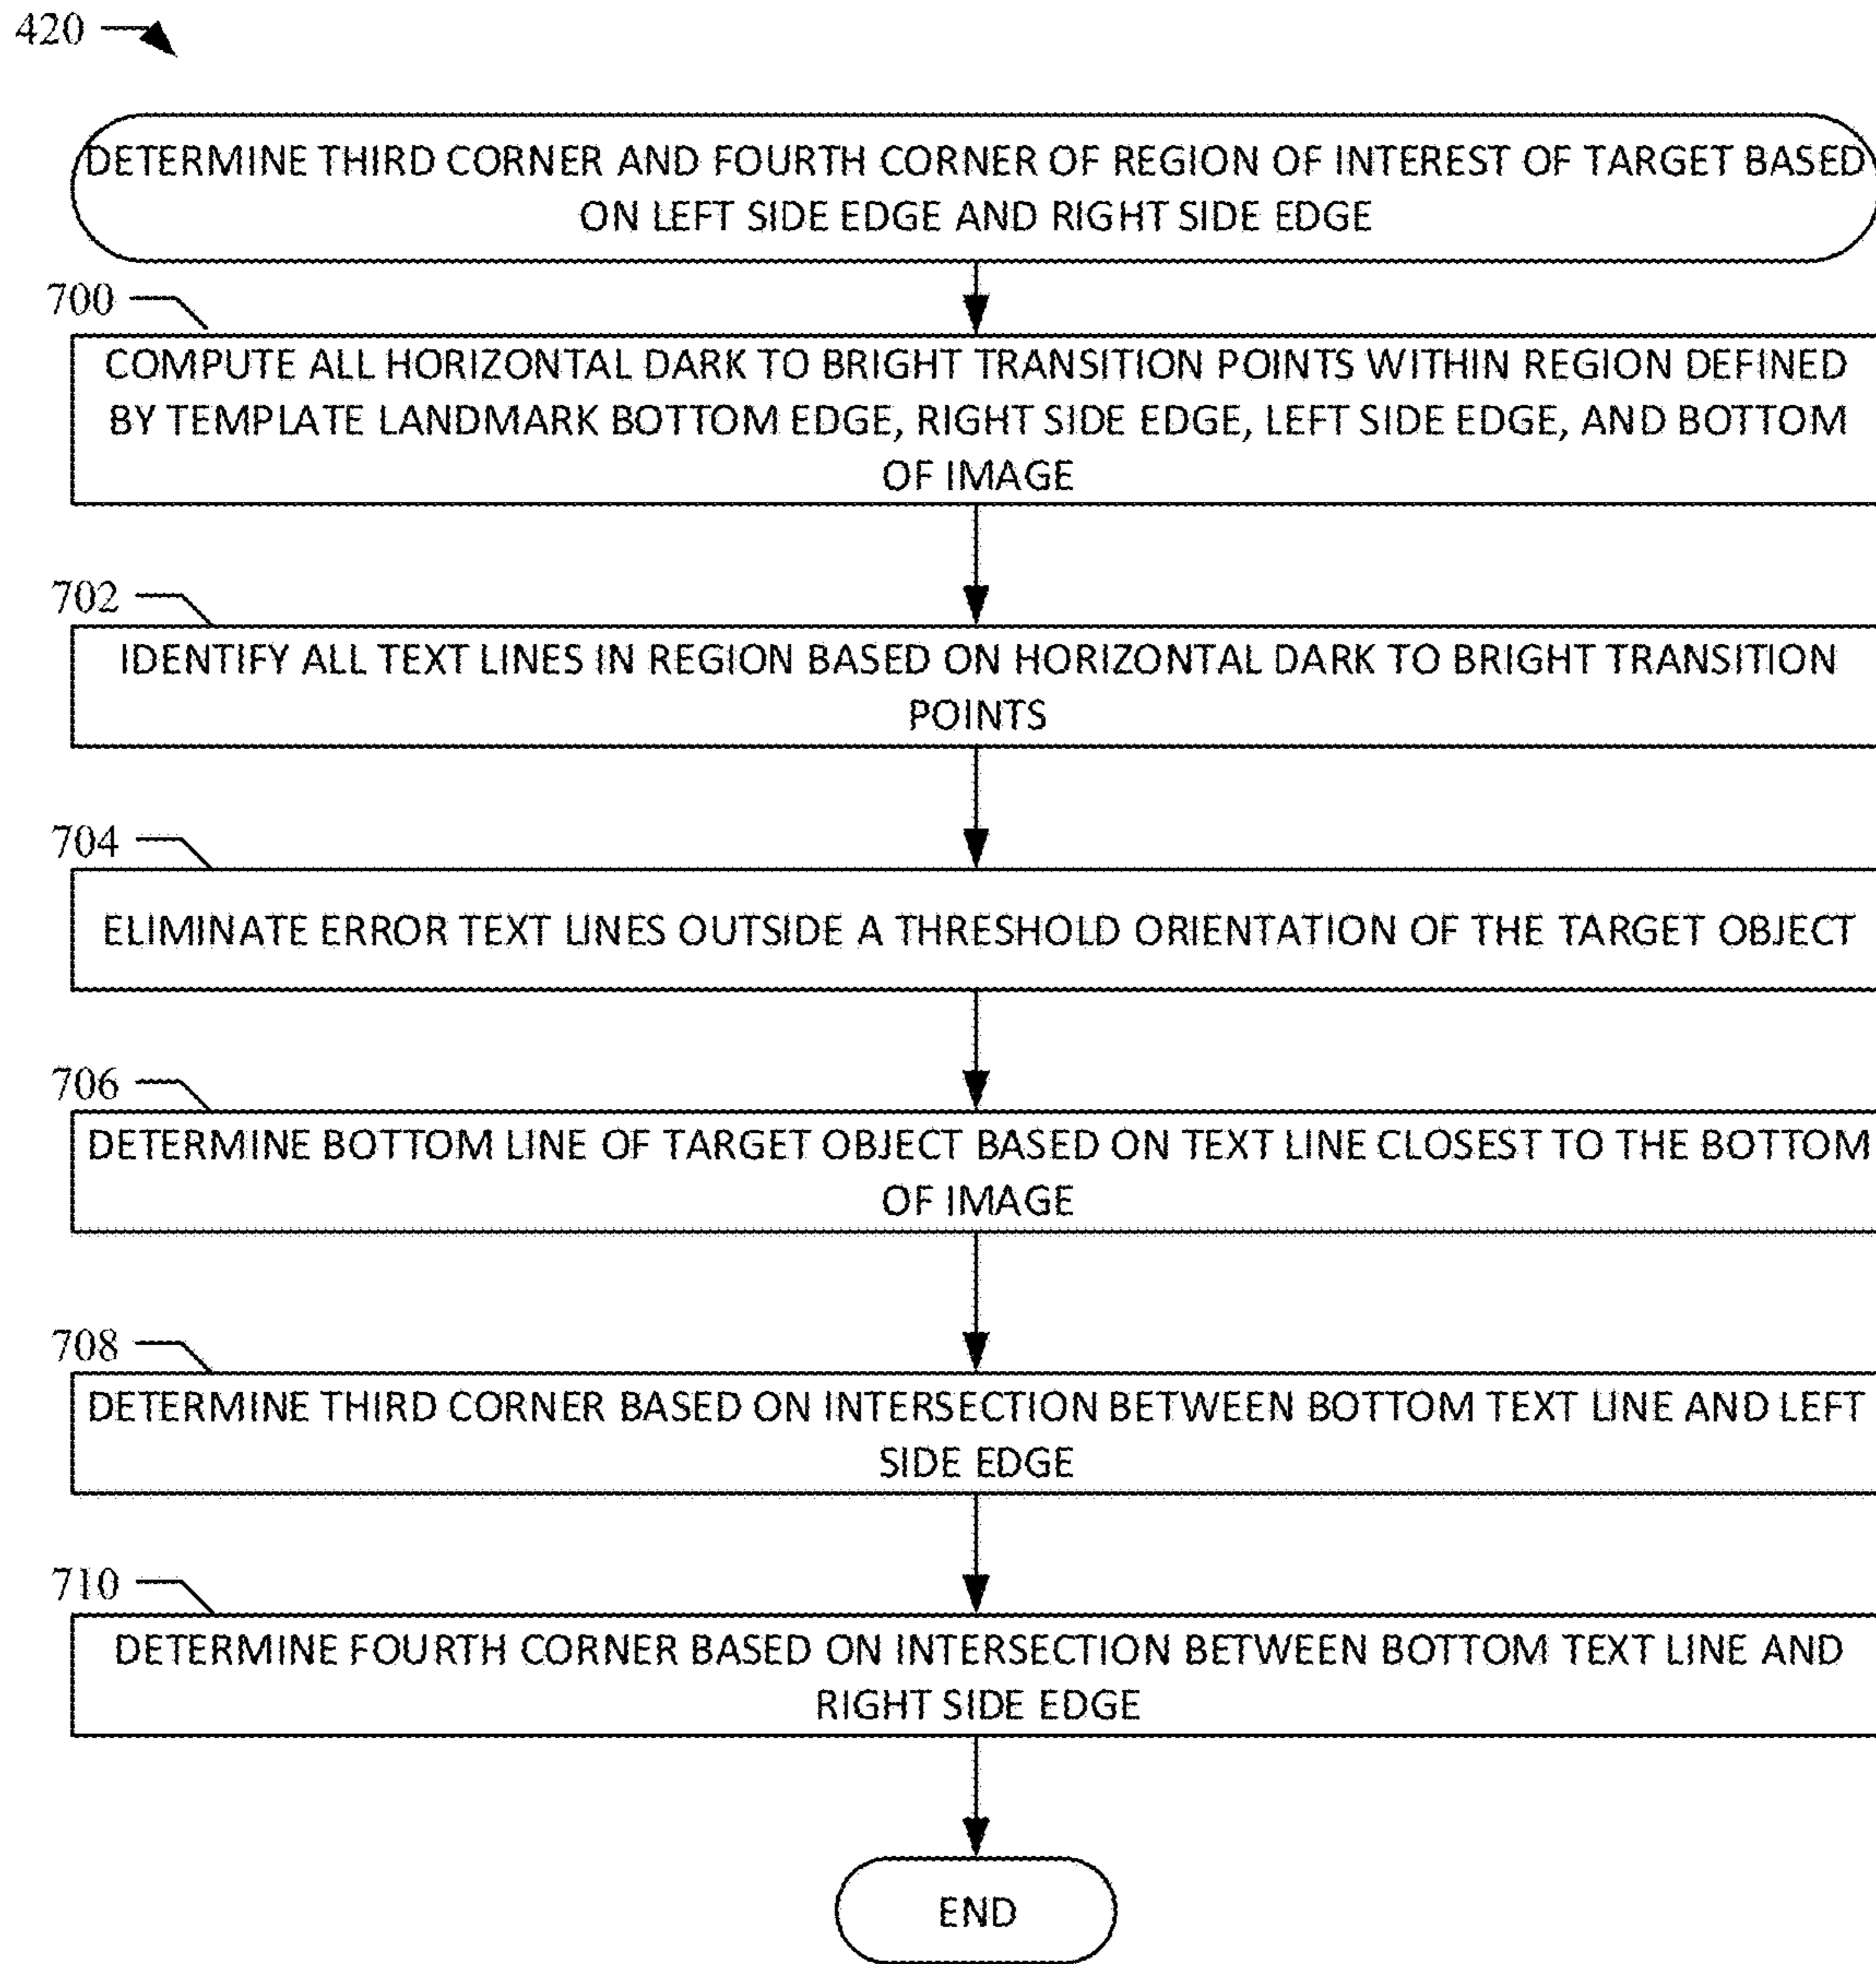 420
DETERMINE THIRD CORNER AND FOURTH CORNER OF REGION OF INTEREST OF TARGET BASED
ON LEFT SIDE EDGE AND RIGHT SIDE EDGE
700
COMPUTE ALL HORIZONTAL DARK TO BRIGHT TRANSITION POINTS WITHIN REGION DEFINED
BY TEMPLATE LANDMARK BOTTOM EDGE, RIGHT SIDE EDGE, LEFT SIDE EDGE, AND BOTTOM
OF IMAGE
702
IDENTIFY ALL TEXT LINES IN REGION BASED ON HORIZONTAL DARK TO BRIGHT TRANSITION
POINTS
704
ELIMINATE ERROR TEXT LINES OUTSIDE A THRESHOLD ORIENTATION OF THE TARGET OBJECT
706
DETERMINE BOTTOM LINE OF TARGET OBJECT BASED ON TEXT LINE CLOSEST TO THE BOTTOM
OF IMAGE
708
DETERMINE THIRD CORNER BASED ON INTERSECTION BETWEEN BOTTOM TEXT LINE AND LEFT
SIDE EDGE
710
DETERMINE FOURTH CORNER BASED ON INTERSECTION BETWEEN BOTTOM TEXT LINE AND
RIGHT SIDE EDGE
END